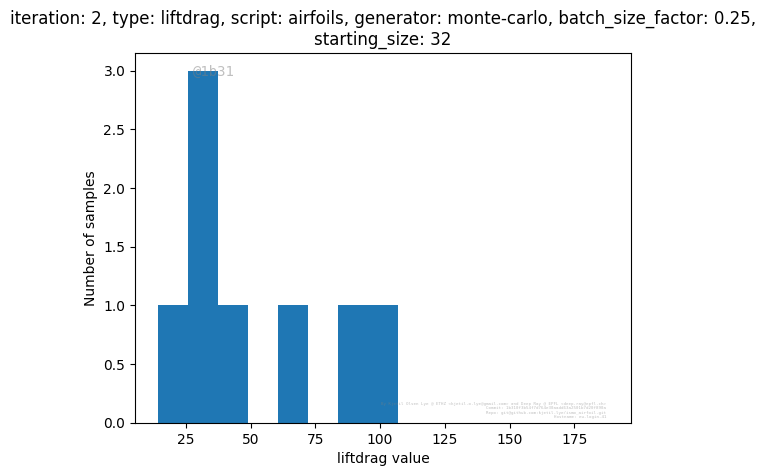 iteration: 2, type: liftdrag, script: airfoils, generator: monte-carlo, batch_size_factor: 0.25,
starting_size: 32
@1b31
3.0
2.5
2.0
1.5
1.0
0.5
0.0
Number of samples
25 50 75 100 125 150 175
liftdrag value